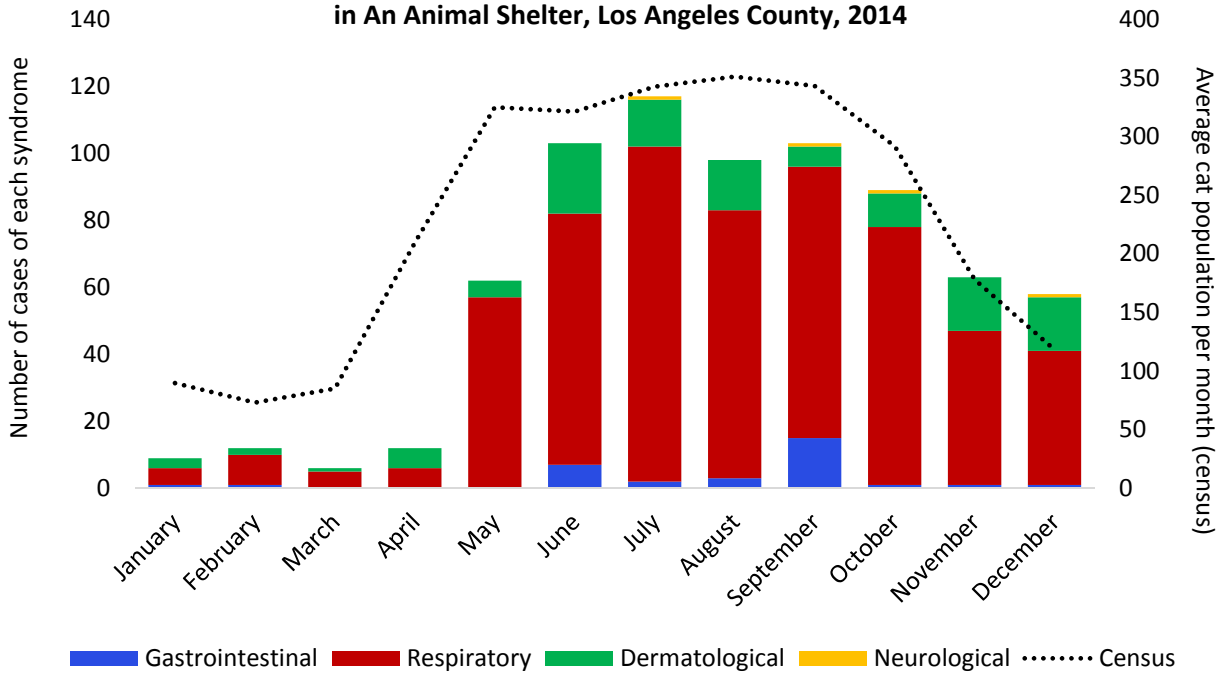 in An Animal Shelter, Los Angeles County, 2014
Number of cases of each syndrome
140
120
100
80
60
40
20
0
400
350
300
250
200
150
100
50
0
Average cat population per month (census)
January
February
March
April
May
June
July
August
September
October
November
December
Gastrointestinal Respiratory Dermatological Neurological Census